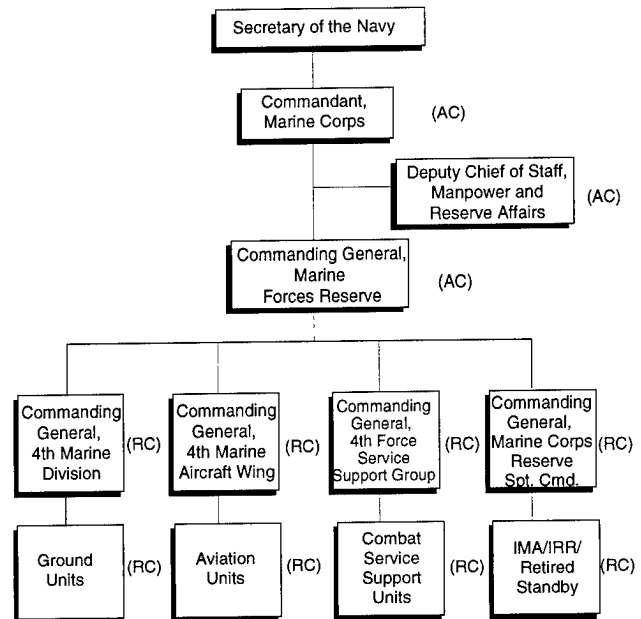 Secretary of the Navy
Commandant,
Marine Corps
(AC)
Deputy Chief of Staff,
Manpower and
Reserve Affairs
(AC)
Commanding General,
Marine
Forces Reserve
(AC)
Commanding
General,
4th Marine
Division
(RC)
Commanding
General,
4th Marine
Aircraft Wing
(RC)
Commanding
General,
4th Force
Service
Support Group
(RC)
Commanding
General,
Marine Corps
Reserve
Spt. Cmd.
(RC)
Ground
Units
(RC)
Aviation
Units
(RC)
Combat
Service
Support
Units
(RC)
IMA/IRR/
Retired
Standby
(RC)